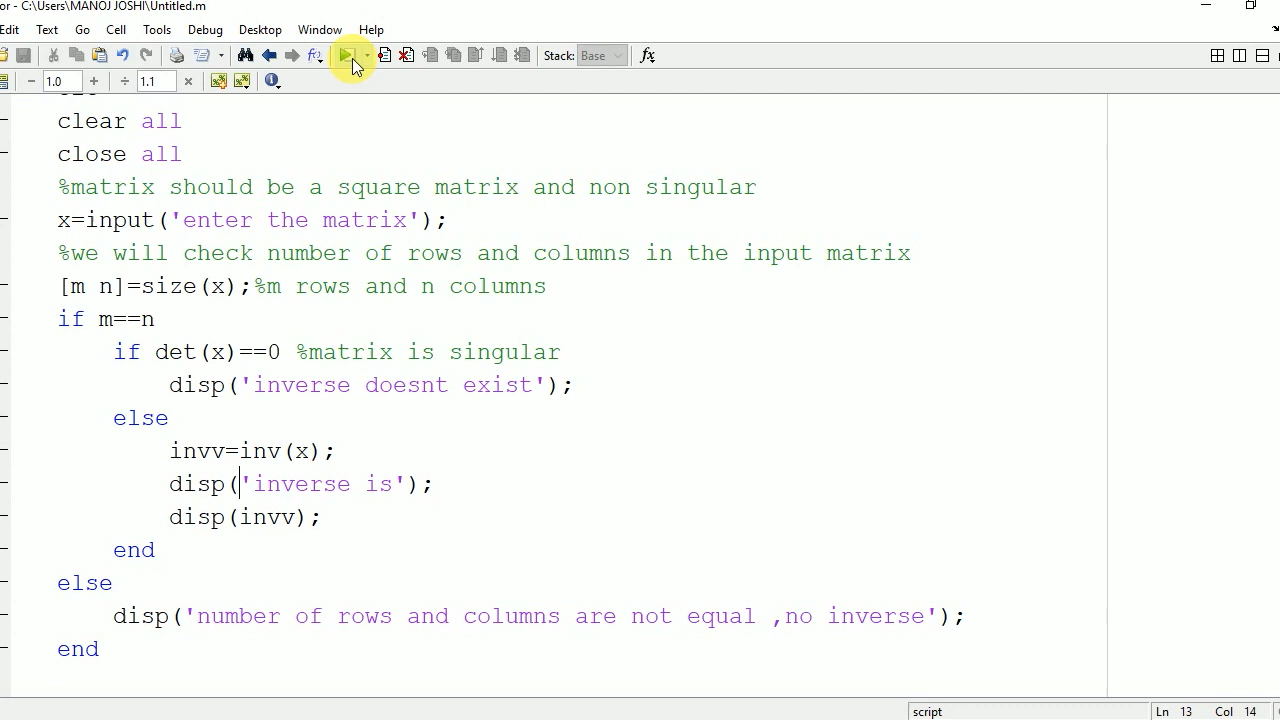 or - C:\Users\MANOJ JOSHI\Untitled.m
Edit Text Go Cell Tools Debug Desktop Window Help
Stack: Base fx
− 1.0 + ÷ 1.1 ×
clear all
close all
%matrix should be a square matrix and non singular
x=input('enter the matrix');
%we will check number of rows and columns in the input matrix
[m n]=size(x);%m rows and n columns
if m==n
if det(x)==0 %matrix is singular
disp('inverse doesnt exist');
else
invv=inv(x);
disp('inverse is');
disp(invv);
end
else
disp('number of rows and columns are not equal ,no inverse');
end
script Ln 13 Col 14